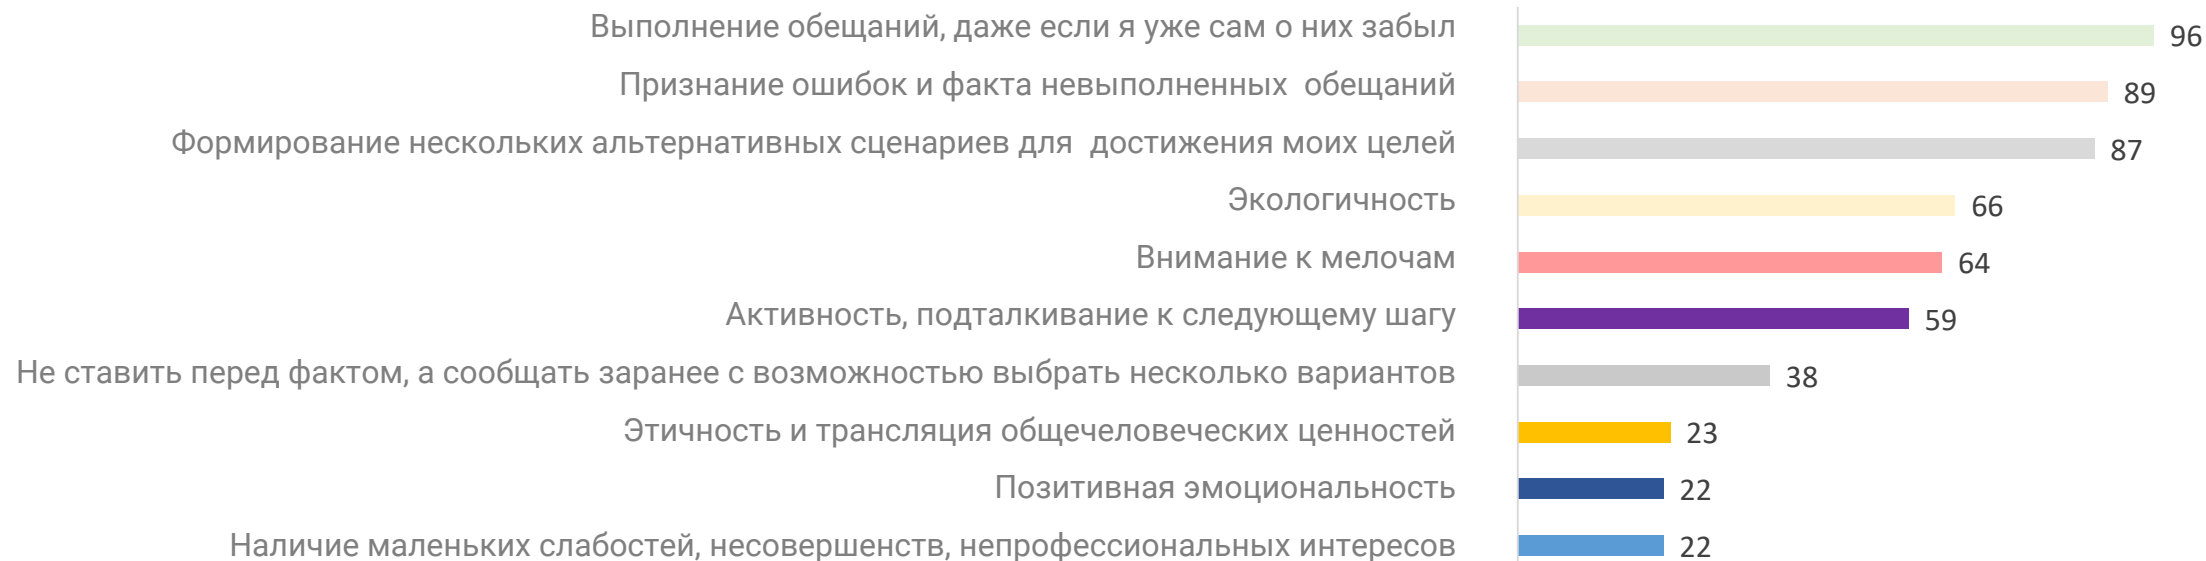 Выполнение обещаний, даже если я уже сам о них забыл 96
Признание ошибок и факта невыполненных обещаний 89
Формирование нескольких альтернативных сценариев для достижения моих целей 87
Экологичность 66
Внимание к мелочам 64
Активность, подталкивание к следующему шагу 59
Не ставить перед фактом, а сообщать заранее с возможностью выбрать несколько вариантов 38
Этичность и трансляция общечеловеческих ценностей 23
Позитивная эмоциональность 22
Наличие маленьких слабостей, несовершенств, непрофессиональных интересов 22